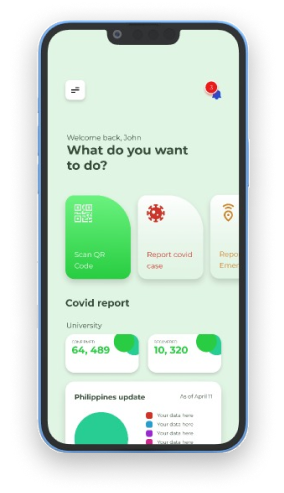 1
Welcome back, John
What do you want
to do?
Scan QR
Code
Report covid
case
Repo
Emer
Covid report
University
64, 489
10, 320
Philippines update
As of April 11
Your data here
Your data here
Your data here
Your data here